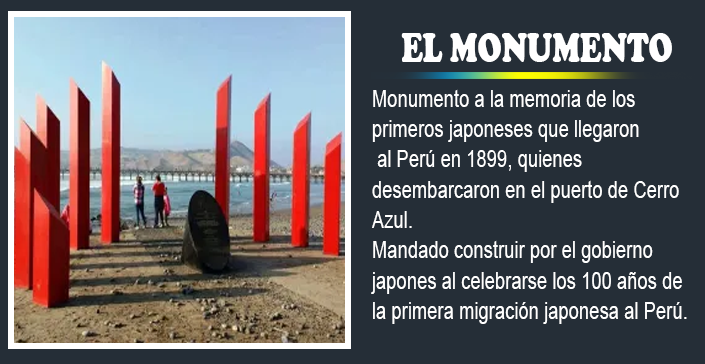 EL MONUMENTO
Monumento a la memoria de los
primeros japoneses que llegaron
al Perú en 1899, quienes
desembarcaron en el puerto de Cerro
Azul.
Mandado construir por el gobierno
japones al celebrarse los 100 años de
la primera migración japonesa al Perú.